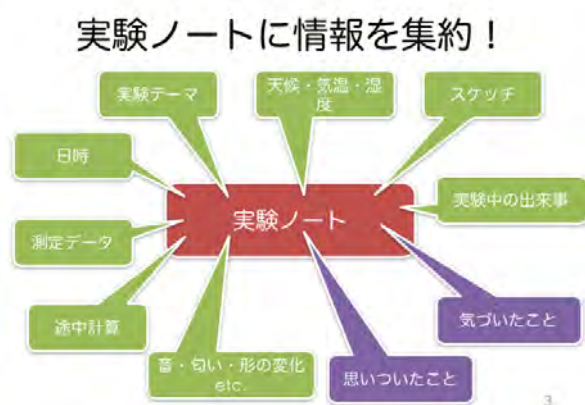 実験ノートに情報を集約！
実験テーマ
天候・気温・湿
度
スケッチ
日時
実験中の出来事
実験ノート
測定データ
気づいたこと
途中計算
畜・匂い・形の変化
etc.
思いついたこと
3